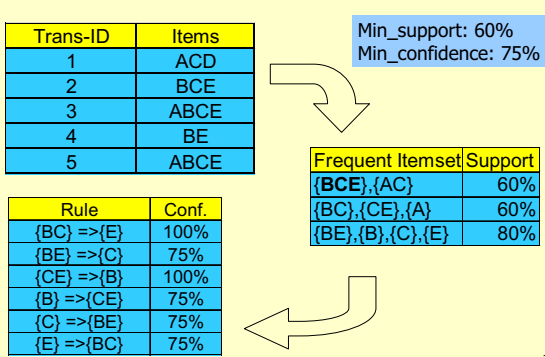 Min_support: 60%
Min_confidence: 75%
Trans-ID Items
1 ACD
2 BCE
3 ABCE
4 BE
5 ABCE
Frequent Itemset Support
{BCE},{AC} 60%
{BC},{CE},{A} 60%
{BE},{B},{C},{E} 80%
Rule Conf.
{BC} =>{E} 100%
{BE} =>{C} 75%
{CE} =>{B} 100%
{B} =>{CE} 75%
{C} =>{BE} 75%
{E} =>{BC} 75%